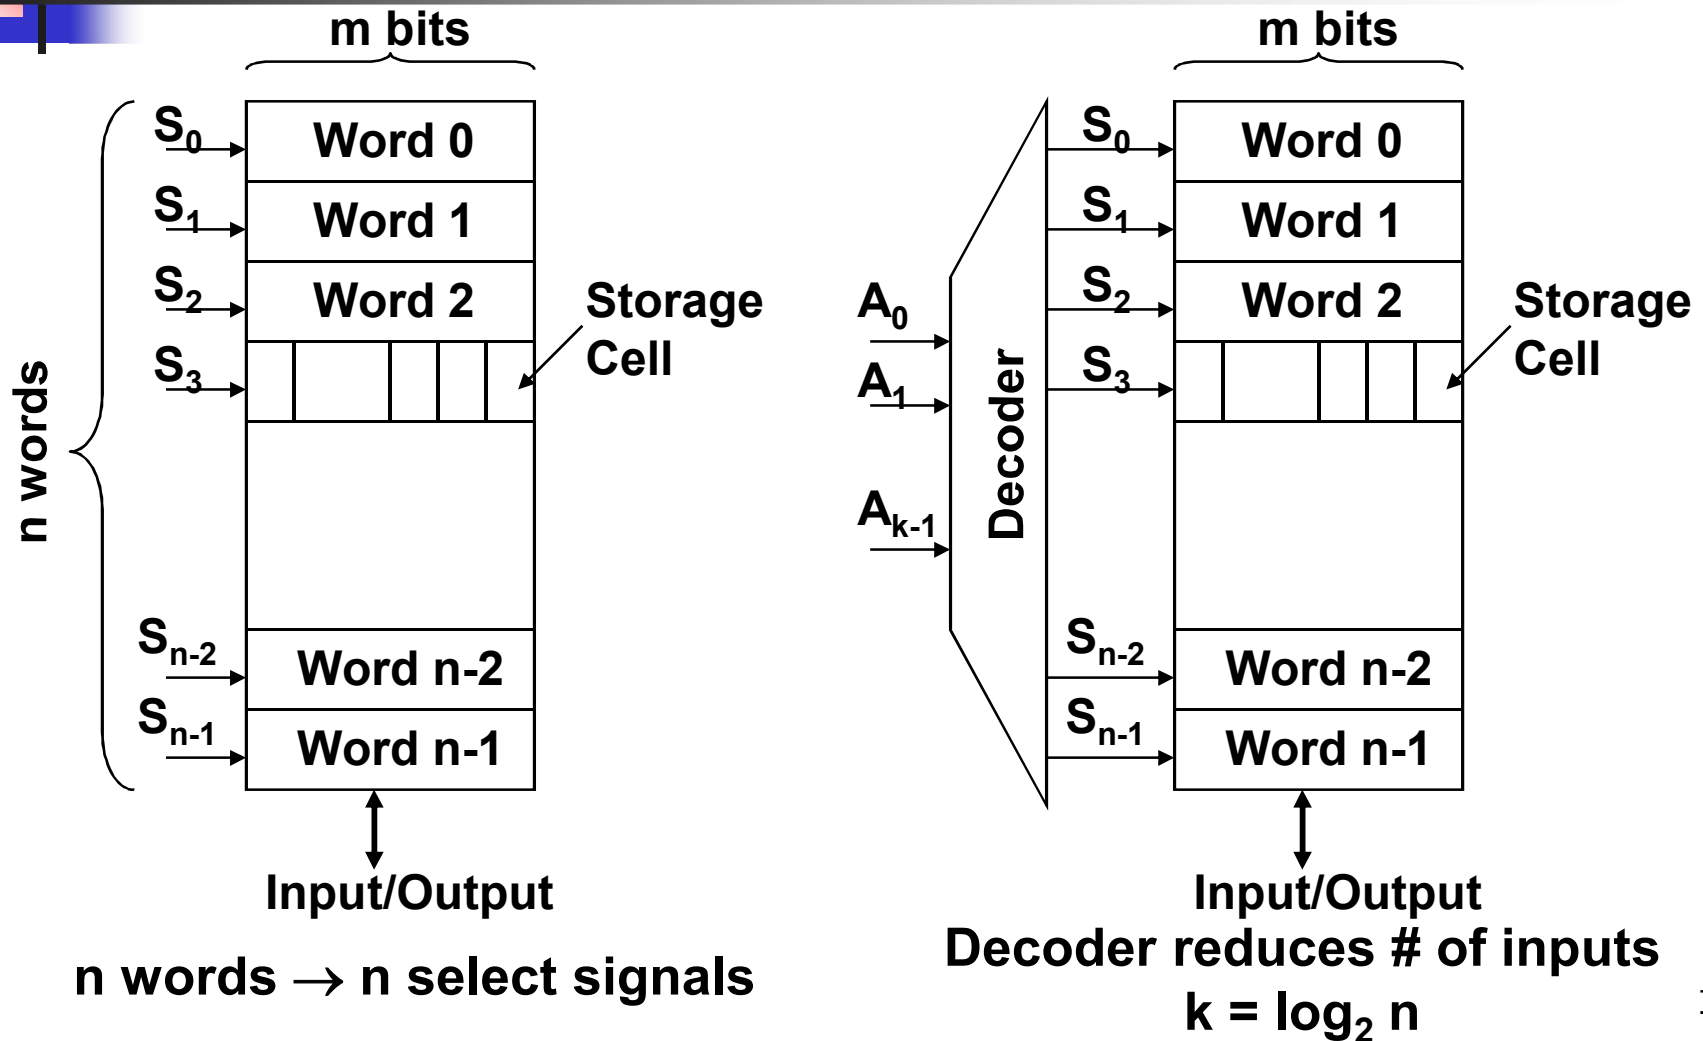 m bits
n words
S0
Word 0
S1
Word 1
S2
Word 2
S3
Storage
Cell
Sn-2
Word n-2
Sn-1
Word n-1
Input/Output
n words → n select signals
m bits
A0
A1
Ak-1
Decoder
S0
Word 0
S1
Word 1
S2
Word 2
S3
Storage
Cell
Sn-2
Word n-2
Sn-1
Word n-1
Input/Output
Decoder reduces # of inputs
k = log2 n